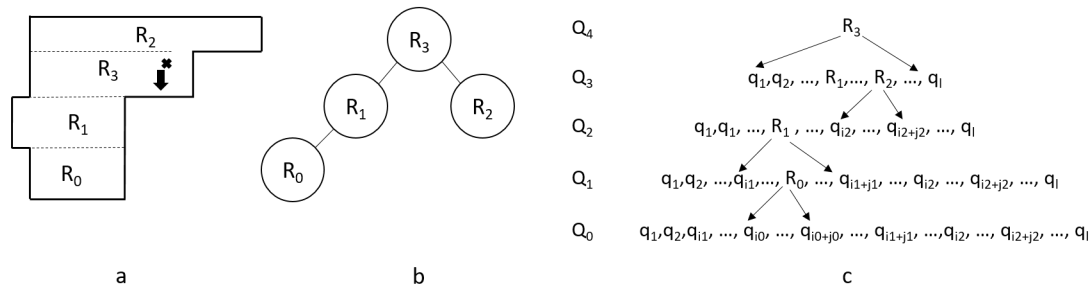 R2
R3
R1
R0
a
R3
R1
R2
R0
b
Q4 R3
Q3 q1,q2, ..., R1,..., R2, ..., ql
Q2 q1,q1, ..., R1 , ..., qi2, ..., qi2+j2, ..., ql
Q1 q1,q2, ...,qi1,..., R0, ..., qi1+j1, ..., qi2, ..., qi2+j2, ..., ql
Q0 q1,q2,qi1, ..., qi0, ..., qi0+j0, ..., qi1+j1, ...,qi2, ..., qi2+j2, ..., ql
c